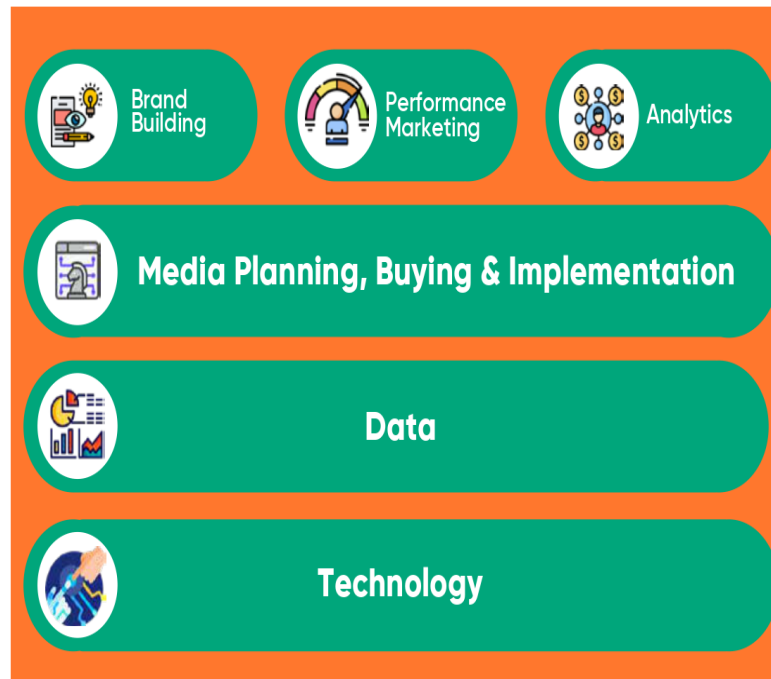 Brand
Building
Performance
Marketing
Analytics
Media Planning, Buying & Implementation
Data
Technology